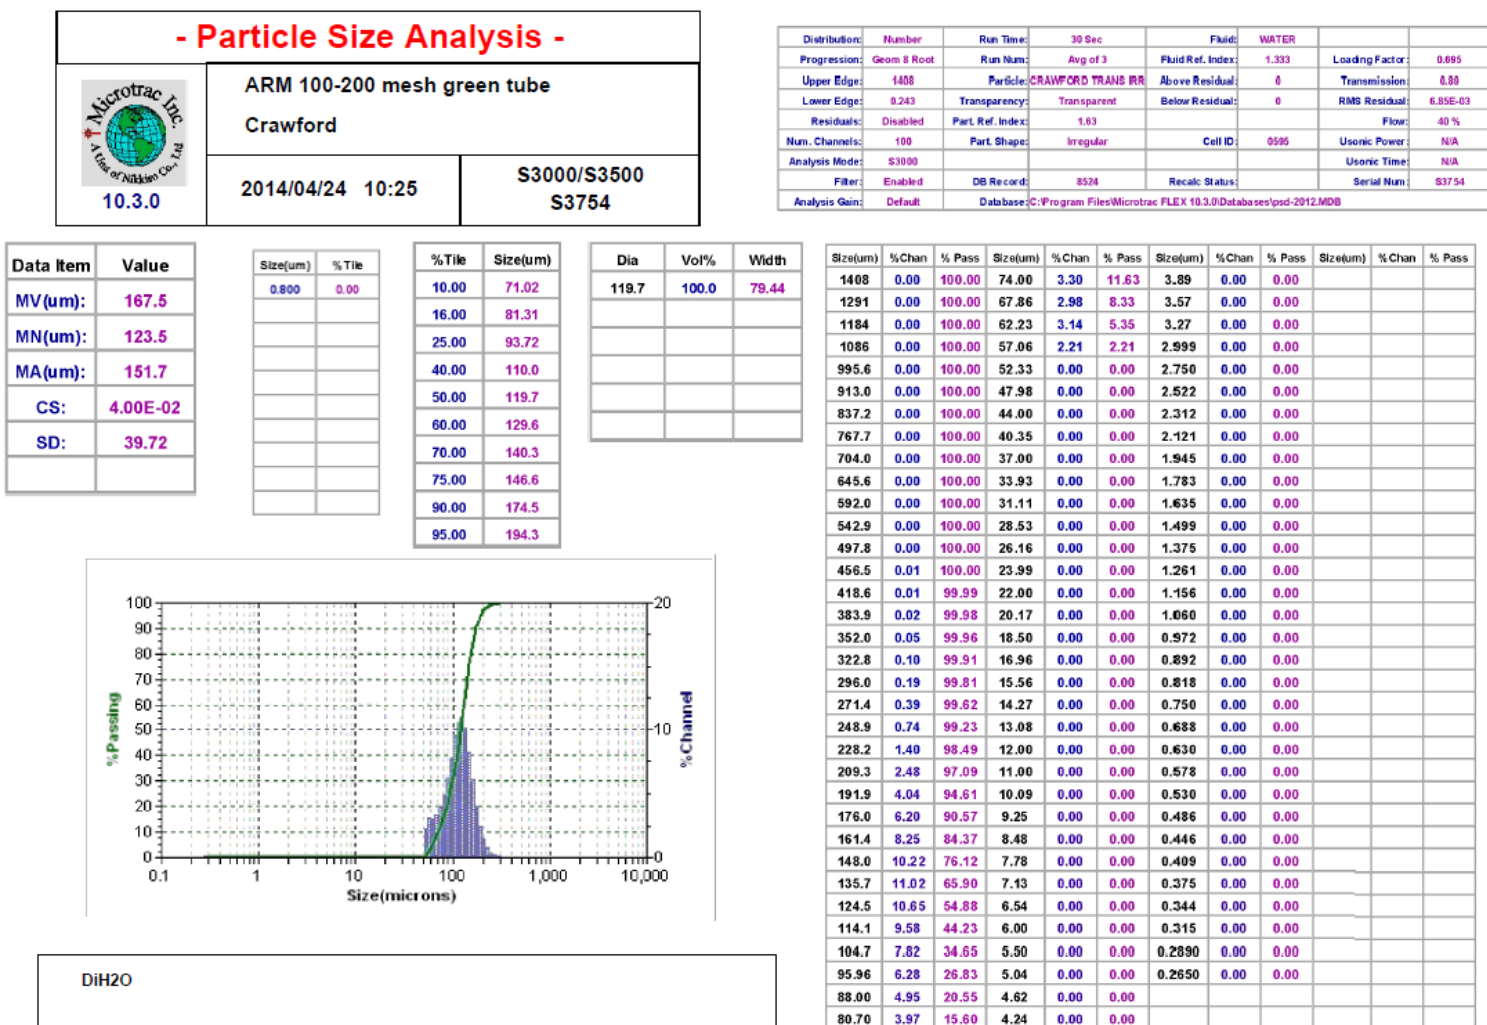 - Particle Size Analysis -
Microtrac Inc.
A Unit of Nikkiso Co., Ltd
10.3.0
ARM 100-200 mesh green tube
Crawford
2014/04/24 10:25
S3000/S3500
S3754
Distribution: Number Run Time: 30 Sec Fluid: WATER
Progression: Geom 8 Root Run Num: Avg of 3 Fluid Ref. Index: 1.333 Loading Factor: 0.695
Upper Edge: 1408 Particle: CRAWFORD TRANS IRR Above Residual: 0 Transmission: 0.89
Lower Edge: 0.243 Transparency: Transparent Below Residual: 0 RMS Residual: 6.85E-03
Residuals: Disabled Part. Ref. Index: 1.63 Flow: 40 %
Num. Channels: 100 Part. Shape: Irregular Cell ID: 0595 Usonic Power: N/A
Analysis Mode: S3000 Usonic Time: N/A
Filter: Enabled DB Record: 8524 Recalc Status: Serial Num: S3754
Analysis Gain: Default Database: C:\Program Files\Microtrac FLEX 10.3.0\Databases\psd-2012.MDB
Data Item Value
MV(um): 167.5
MN(um): 123.5
MA(um): 151.7
CS: 4.00E-02
SD: 39.72
Size(um) %Tile
0.800 0.00
%Tile Size(um)
10.00 71.02
16.00 81.31
25.00 93.72
40.00 110.0
50.00 119.7
60.00 129.6
70.00 140.3
75.00 146.6
90.00 174.5
95.00 194.3
Dia Vol% Width
119.7 100.0 79.44
Size(um) %Chan % Pass Size(um) %Chan % Pass Size(um) %Chan % Pass Size(um) %Chan % Pass
1408 0.00 100.00 74.00 3.30 11.63 3.89 0.00 0.00
1291 0.00 100.00 67.86 2.98 8.33 3.57 0.00 0.00
1184 0.00 100.00 62.23 3.14 5.35 3.27 0.00 0.00
1086 0.00 100.00 57.06 2.21 2.21 2.999 0.00 0.00
995.6 0.00 100.00 52.33 0.00 0.00 2.750 0.00 0.00
913.0 0.00 100.00 47.98 0.00 0.00 2.522 0.00 0.00
837.2 0.00 100.00 44.00 0.00 0.00 2.312 0.00 0.00
767.7 0.00 100.00 40.35 0.00 0.00 2.121 0.00 0.00
704.0 0.00 100.00 37.00 0.00 0.00 1.945 0.00 0.00
645.6 0.00 100.00 33.93 0.00 0.00 1.783 0.00 0.00
592.0 0.00 100.00 31.11 0.00 0.00 1.635 0.00 0.00
542.9 0.00 100.00 28.53 0.00 0.00 1.499 0.00 0.00
497.8 0.00 100.00 26.16 0.00 0.00 1.375 0.00 0.00
456.5 0.01 100.00 23.99 0.00 0.00 1.261 0.00 0.00
418.6 0.01 99.99 22.00 0.00 0.00 1.156 0.00 0.00
383.9 0.02 99.98 20.17 0.00 0.00 1.060 0.00 0.00
352.0 0.05 99.96 18.50 0.00 0.00 0.972 0.00 0.00
322.8 0.10 99.91 16.96 0.00 0.00 0.892 0.00 0.00
296.0 0.19 99.81 15.56 0.00 0.00 0.818 0.00 0.00
271.4 0.39 99.62 14.27 0.00 0.00 0.750 0.00 0.00
248.9 0.74 99.23 13.08 0.00 0.00 0.688 0.00 0.00
228.2 1.40 98.49 12.00 0.00 0.00 0.630 0.00 0.00
209.3 2.48 97.09 11.00 0.00 0.00 0.578 0.00 0.00
191.9 4.04 94.61 10.09 0.00 0.00 0.530 0.00 0.00
176.0 6.20 90.57 9.25 0.00 0.00 0.486 0.00 0.00
161.4 8.25 84.37 8.48 0.00 0.00 0.446 0.00 0.00
148.0 10.22 76.12 7.78 0.00 0.00 0.409 0.00 0.00
135.7 11.02 65.90 7.13 0.00 0.00 0.375 0.00 0.00
124.5 10.65 54.88 6.54 0.00 0.00 0.344 0.00 0.00
114.1 9.58 44.23 6.00 0.00 0.00 0.315 0.00 0.00
104.7 7.82 34.65 5.50 0.00 0.00 0.2890 0.00 0.00
95.96 6.28 26.83 5.04 0.00 0.00 0.2650 0.00 0.00
88.00 4.95 20.55 4.62 0.00 0.00
80.70 3.97 15.60 4.24 0.00 0.00
%Passing
100
90
80
70
60
50
40
30
20
10
0
20
10
0
%Channel
0.1 1 10 100 1,000 10,000
Size(microns)
DiH2O